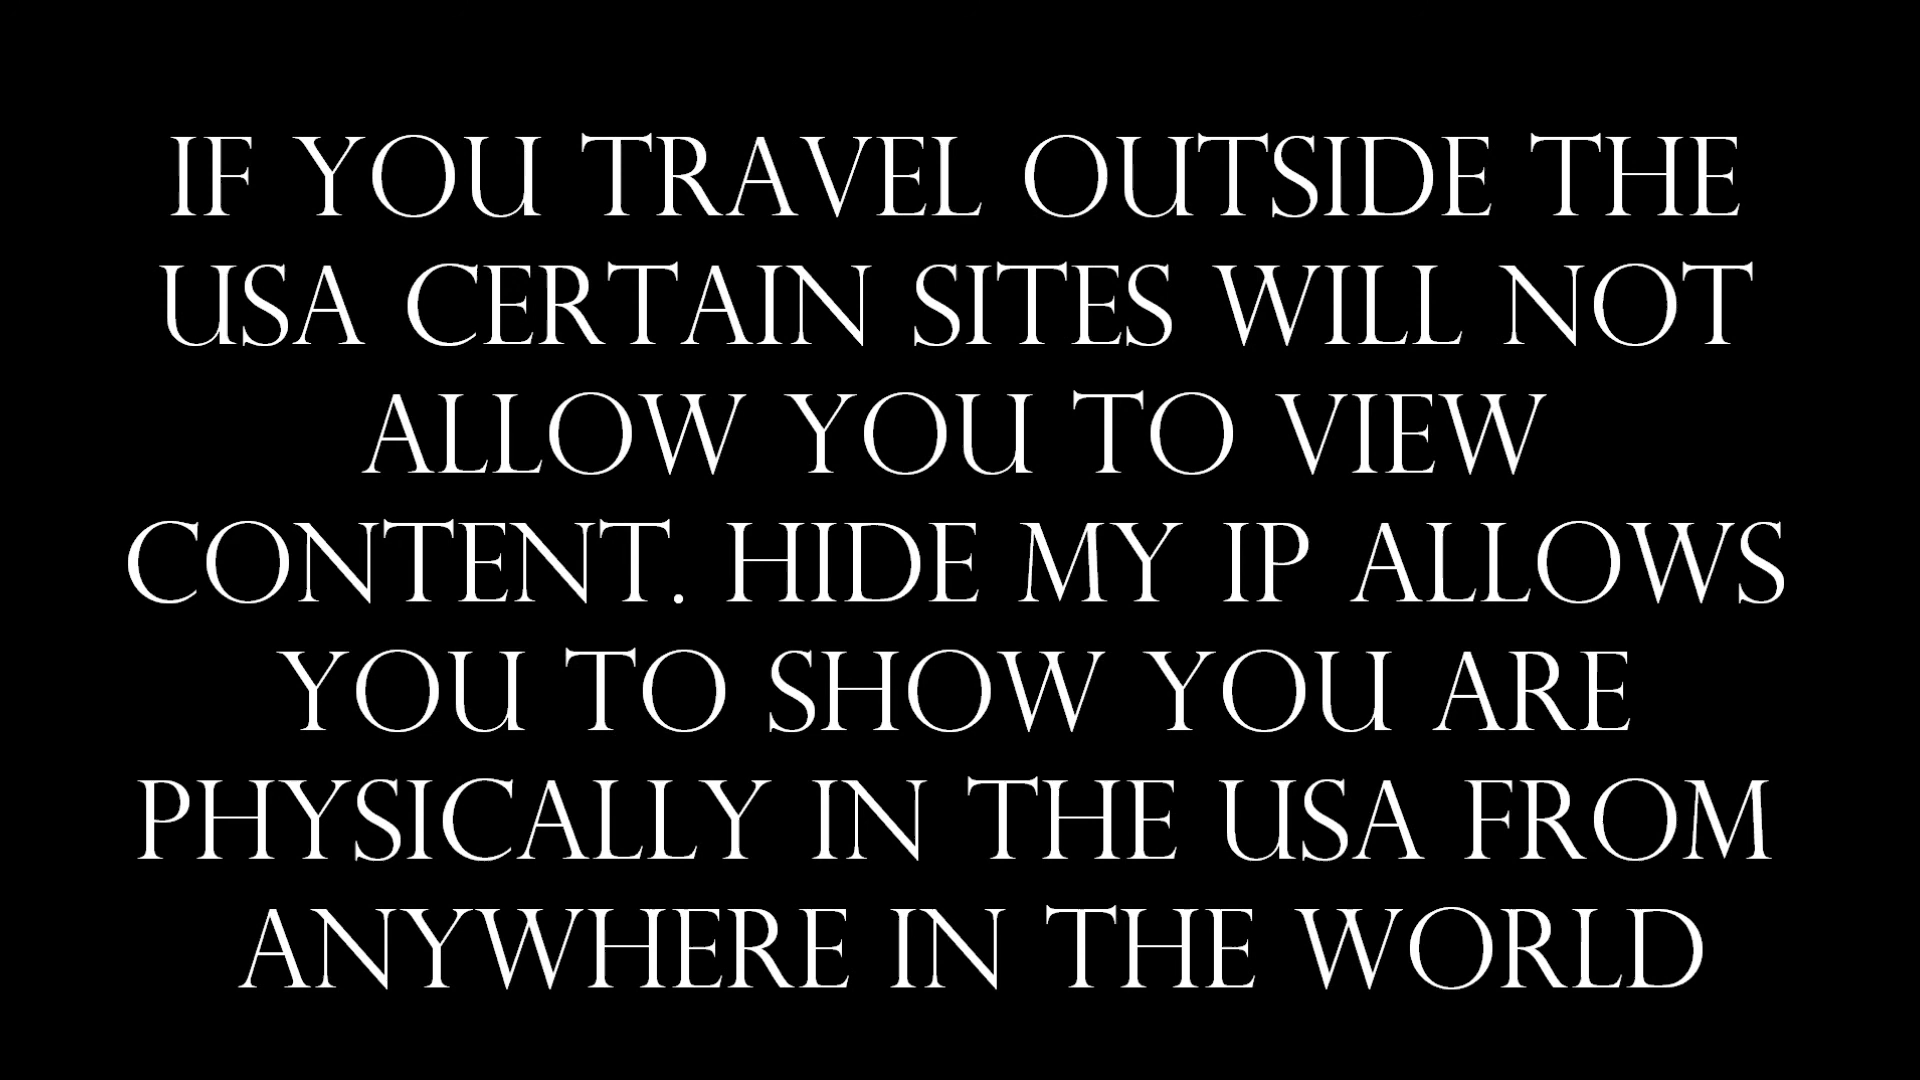 IF YOU TRAVEL OUTSIDE THE
USA CERTAIN SITES WILL NOT
ALLOW YOU TO VIEW
CONTENT. HIDE MY IP ALLOWS
YOU TO SHOW YOU ARE
PHYSICALLY IN THE USA FROM
ANYWHERE IN THE WORLD